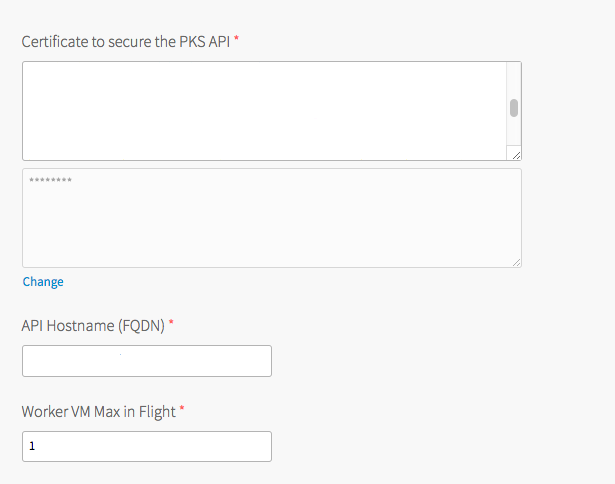 Certificate to secure the PKS API *
********
Change
API Hostname (FQDN) *
Worker VM Max in Flight *
1